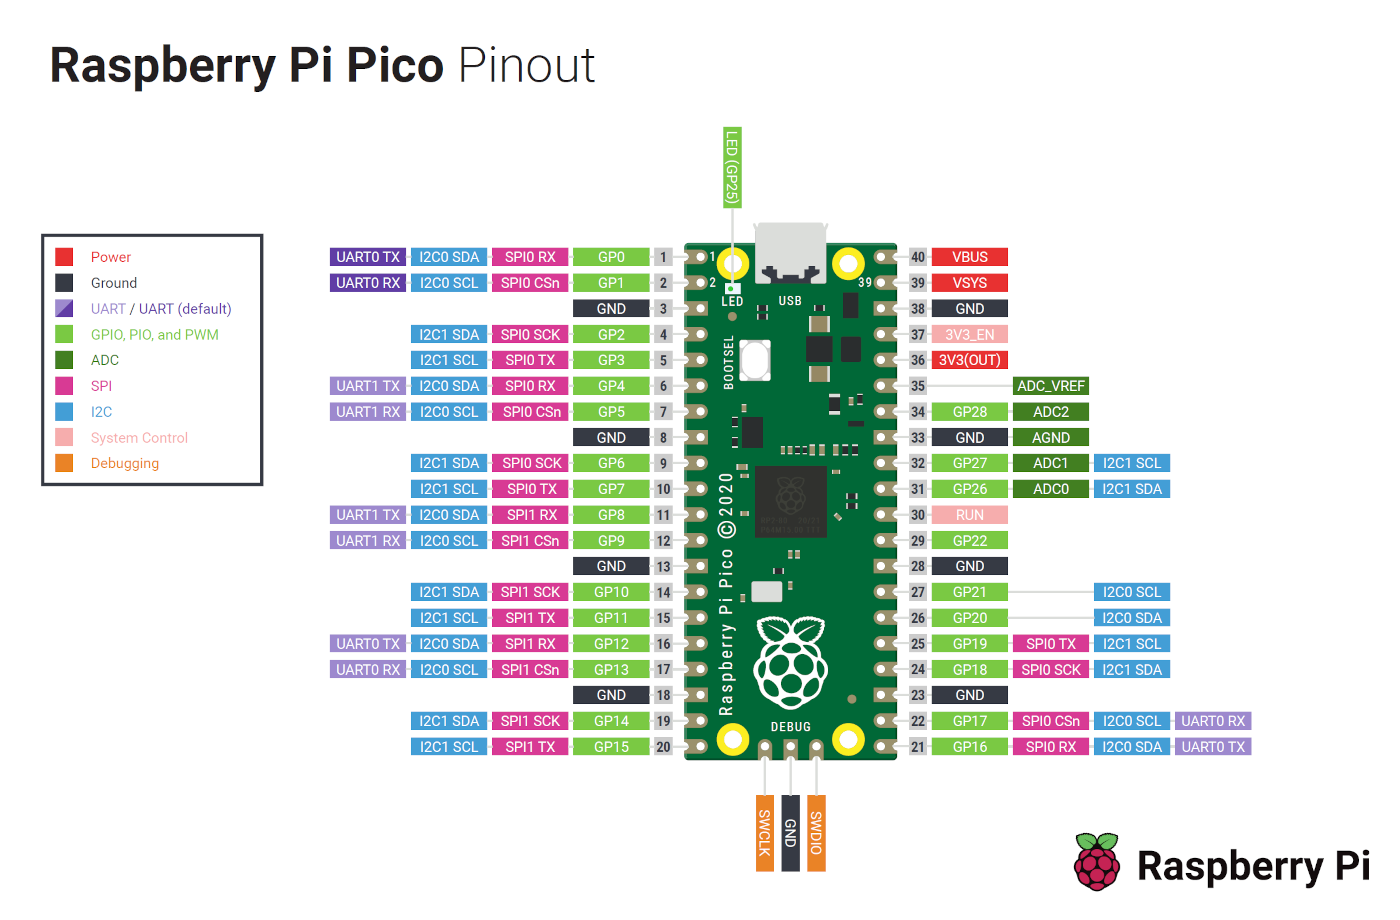 Raspberry Pi Pico Pinout
LED (GP25)
Power
Ground
UART / UART (default)
GPIO, PIO, and PWM
ADC
SPI
I2C
System Control
Debugging
UART0 TX I2C0 SDA SPI0 RX GP0 1
UART0 RX I2C0 SCL SPI0 CSn GP1 2
GND 3
I2C1 SDA SPI0 SCK GP2 4
I2C1 SCL SPI0 TX GP3 5
UART1 TX I2C0 SDA SPI0 RX GP4 6
UART1 RX I2C0 SCL SPI0 CSn GP5 7
GND 8
I2C1 SDA SPI0 SCK GP6 9
I2C1 SCL SPI0 TX GP7 10
UART1 TX I2C0 SDA SPI1 RX GP8 11
UART1 RX I2C0 SCL SPI1 CSn GP9 12
GND 13
I2C1 SDA SPI1 SCK GP10 14
I2C1 SCL SPI1 TX GP11 15
UART0 TX I2C0 SDA SPI1 RX GP12 16
UART0 RX I2C0 SCL SPI1 CSn GP13 17
GND 18
I2C1 SDA SPI1 SCK GP14 19
I2C1 SCL SPI1 TX GP15 20
1
2
39
LED
USB
BOOTSEL
Raspberry Pi Pico © 2020
DEBUG
40 VBUS
39 VSYS
38 GND
37 3V3_EN
36 3V3(OUT)
35 ADC_VREF
34 GP28 ADC2
33 GND AGND
32 GP27 ADC1 I2C1 SCL
31 GP26 ADC0 I2C1 SDA
30 RUN
29 GP22
28 GND
27 GP21 I2C0 SCL
26 GP20 I2C0 SDA
25 GP19 SPI0 TX I2C1 SCL
24 GP18 SPI0 SCK I2C1 SDA
23 GND
22 GP17 SPI0 CSn I2C0 SCL UART0 RX
21 GP16 SPI0 RX I2C0 SDA UART0 TX
SWCLK
GND
SWDIO
Raspberry Pi